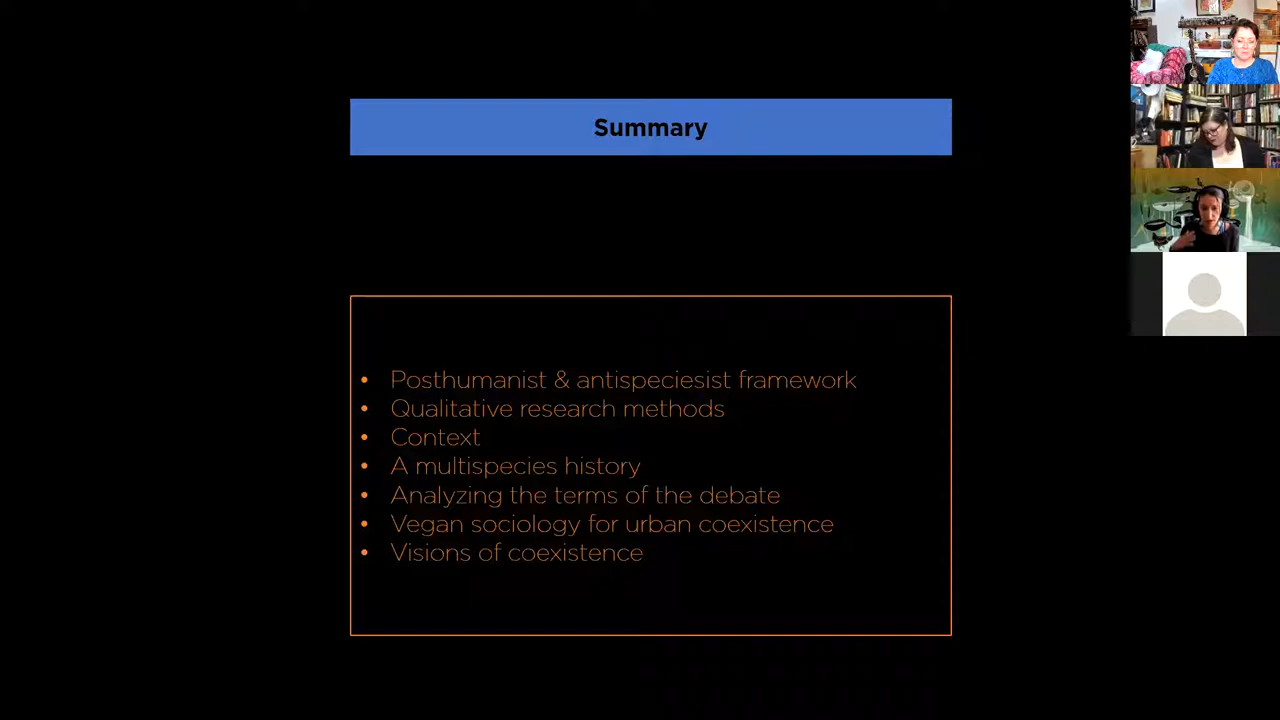 Summary
• Posthumanist & antispeciesist framework
• Qualitative research methods
• Context
• A multispecies history
• Analyzing the terms of the debate
• Vegan sociology for urban coexistence
• Visions of coexistence